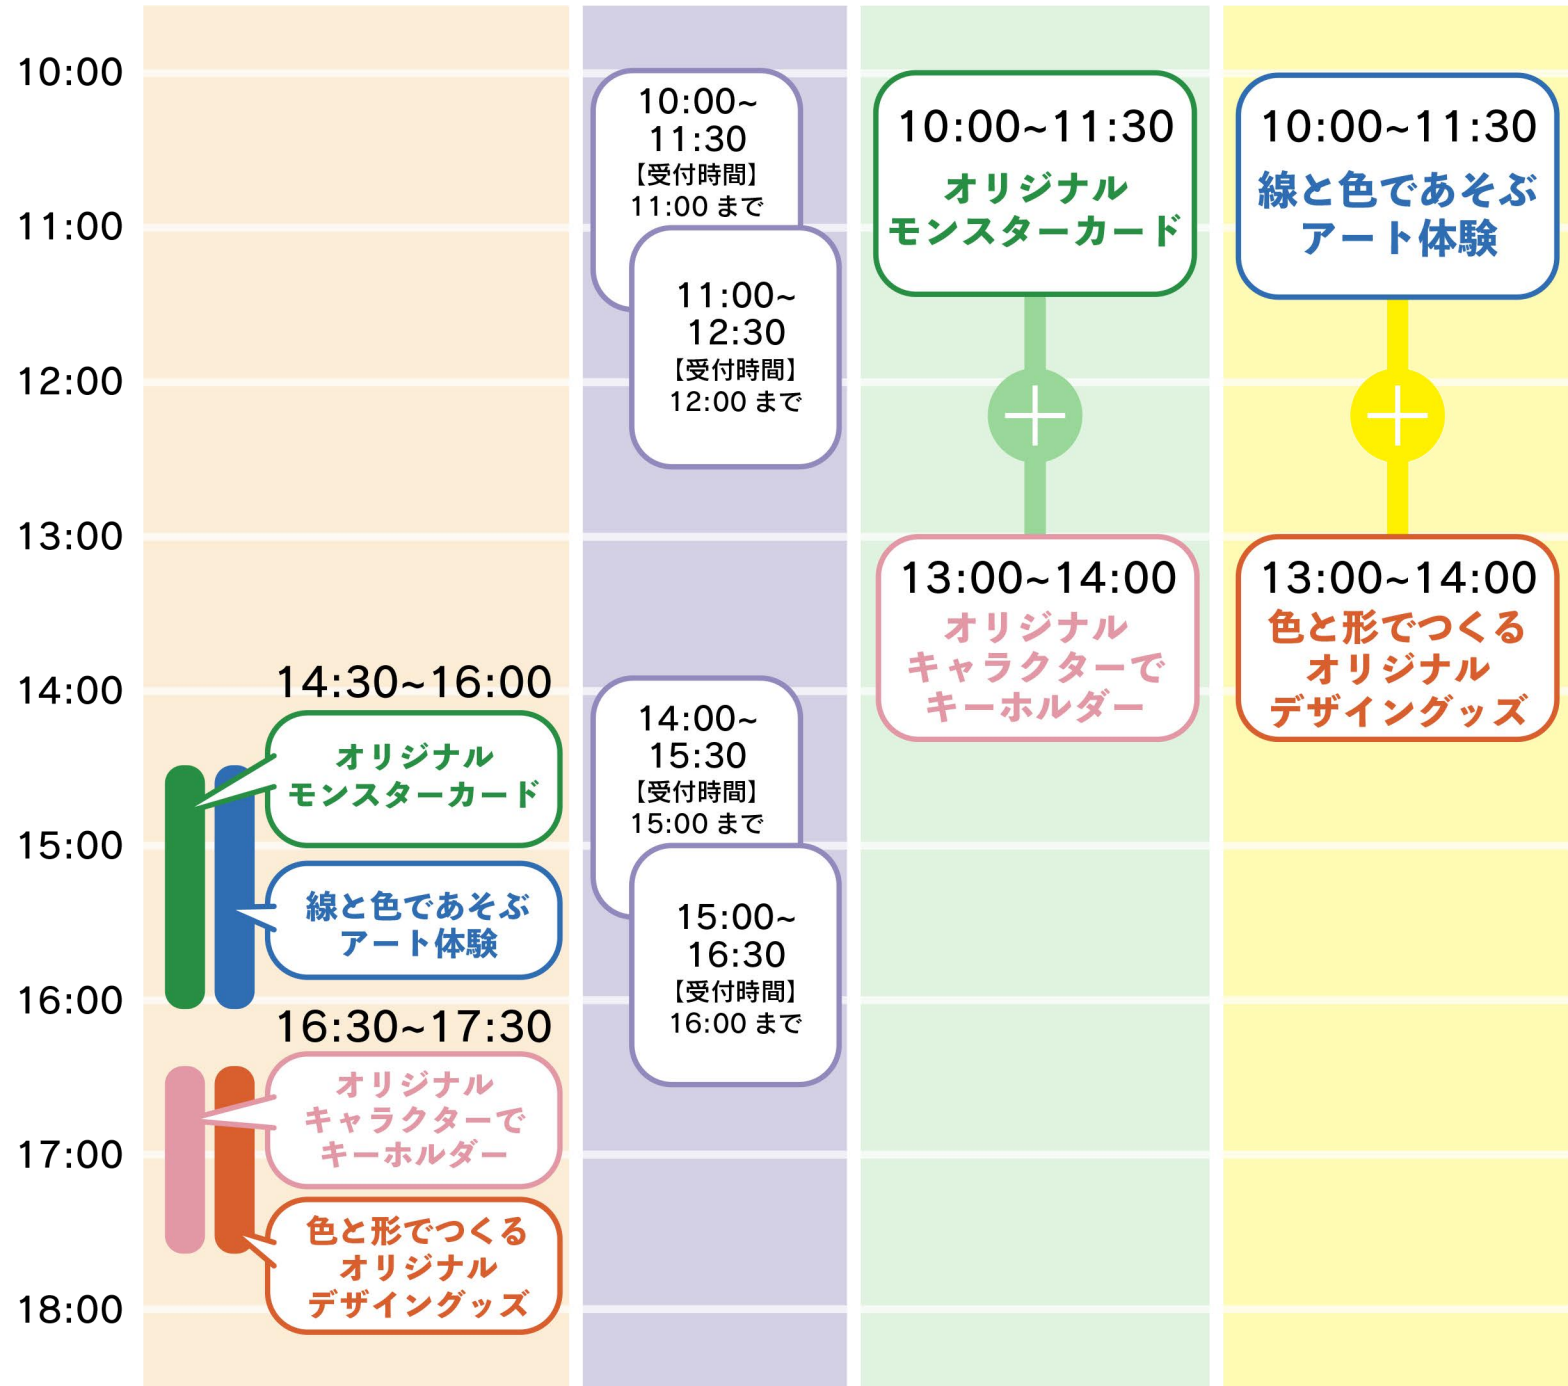 10:00
11:00
12:00
13:00
14:00
15:00
16:00
17:00
18:00
14:30~16:00
オリジナル
モンスターカード
線と色であそぶ
アート体験
16:30~17:30
オリジナル
キャラクターで
キーホルダー
色と形でつくる
オリジナル
デザイングッズ
10:00~
11:30
【受付時間】
11:00 まで
11:00~
12:30
【受付時間】
12:00 まで
14:00~
15:30
【受付時間】
15:00 まで
15:00~
16:30
【受付時間】
16:00 まで
10:00~11:30
オリジナル
モンスターカード
13:00~14:00
オリジナル
キャラクターで
キーホルダー
10:00~11:30
線と色であそぶ
アート体験
13:00~14:00
色と形でつくる
オリジナル
デザイングッズ